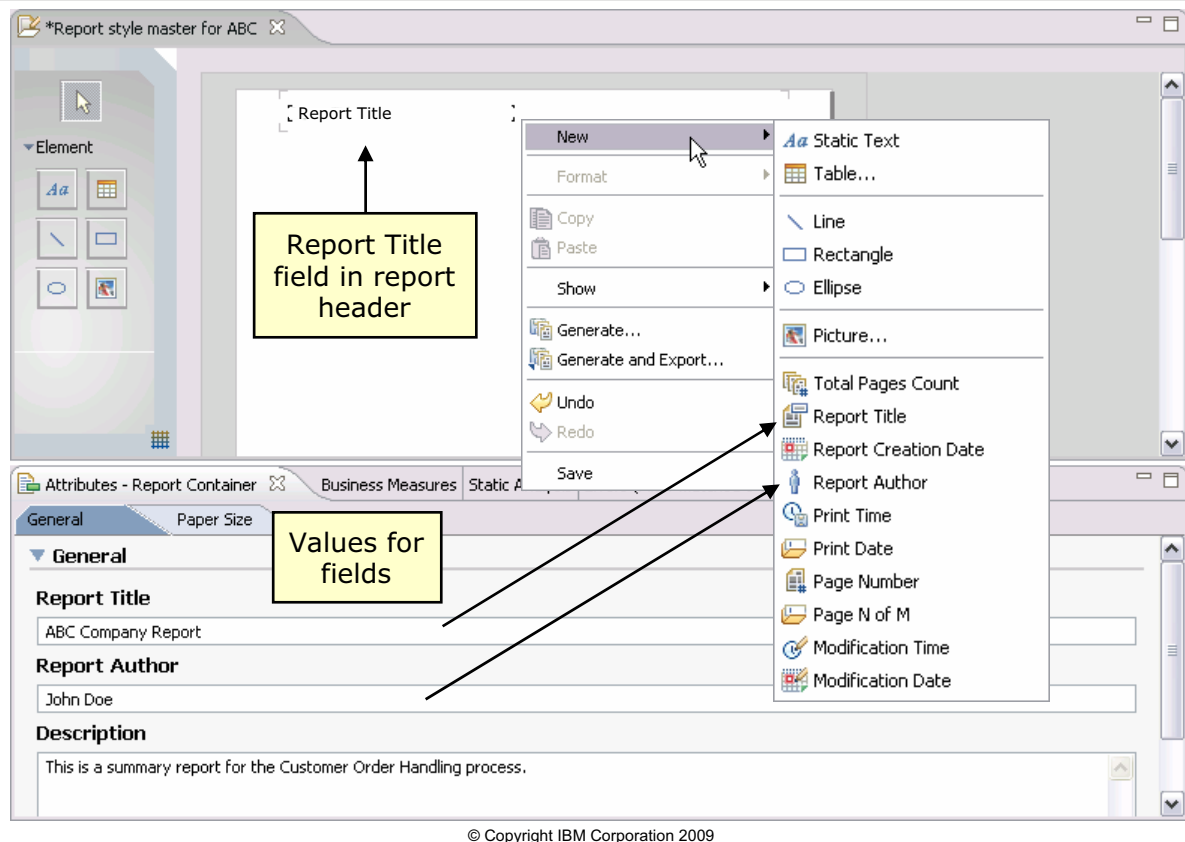 *Report style master for ABC
Element
Aa
[ Report Title ]
Report Title
field in report
header
New
Format
Copy
Paste
Show
Generate...
Generate and Export...
Undo
Redo
Save
Aa Static Text
Table...
Line
Rectangle
Ellipse
Picture...
Total Pages Count
Report Title
Report Creation Date
Report Author
Print Time
Print Date
Page Number
Page N of M
Modification Time
Modification Date
Attributes - Report Container
Business Measures
Static A
General
Paper Size
Values for
fields
General
Report Title
ABC Company Report
Report Author
John Doe
Description
This is a summary report for the Customer Order Handling process.
© Copyright IBM Corporation 2009